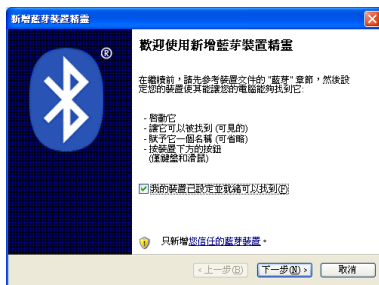 新增藍芽裝置精靈
®
歡迎使用新增藍芽裝置精靈
在繼續前，請先參考裝置文件的 "藍芽" 章節，然後設
定您的裝置使其能讓您的電腦能夠找到它:
- 啟動它
- 讓它可以被找到 (可見的)
- 賦予它一個名稱 (可省略)
- 按裝置下方的按鈕
(僅鍵盤和滑鼠)
我的裝置已設定並就緒可以找到(F)
只新增您信任的藍芽裝置。
<上一步(B)
下一步(N) >
取消